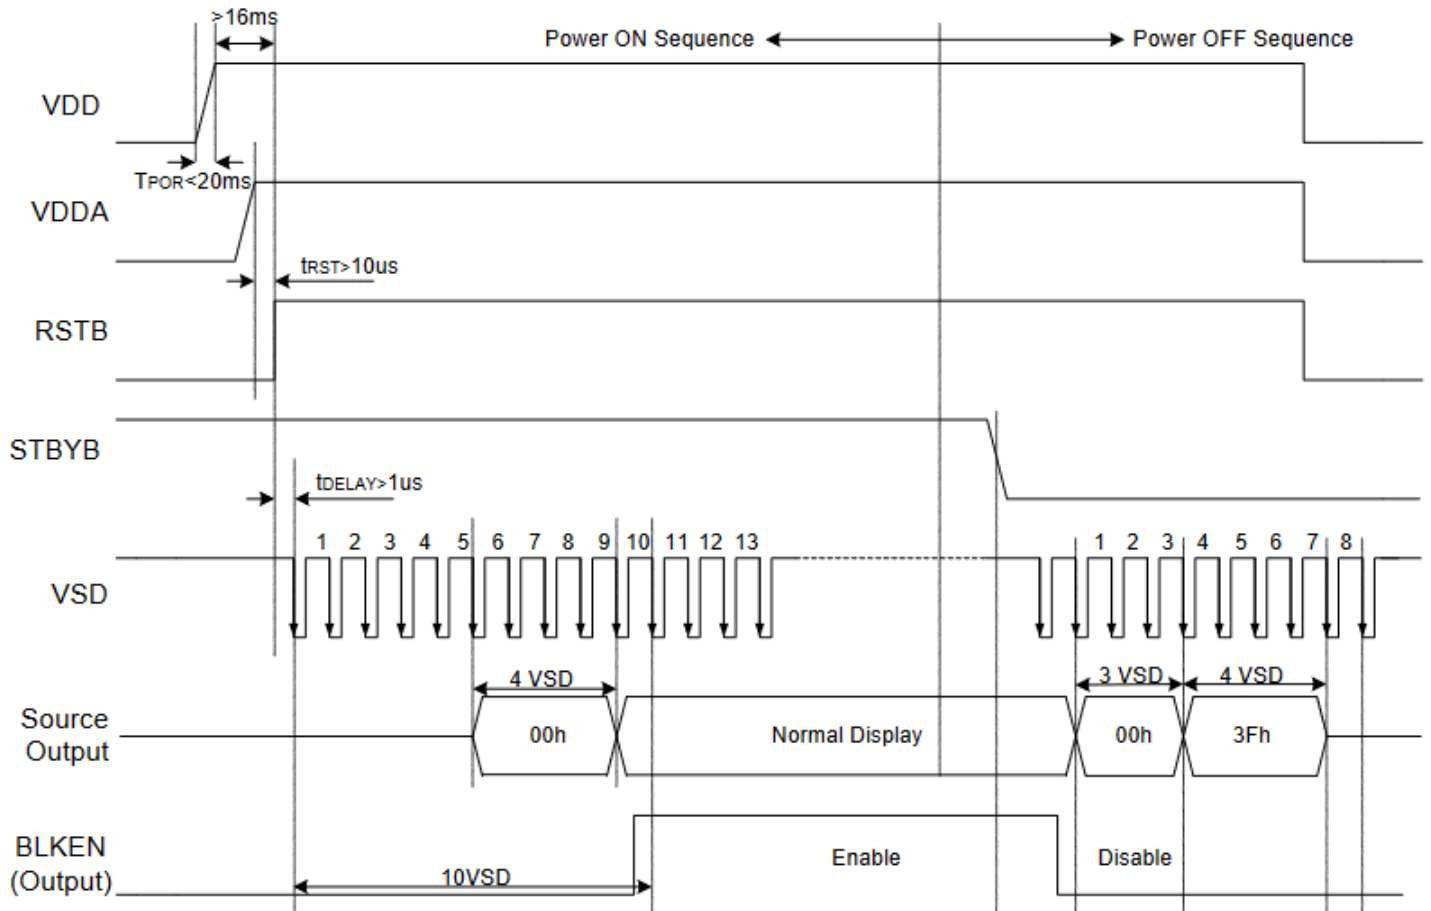 >16ms
Power ON Sequence
Power OFF Sequence
VDD
TPOR<20ms
VDDA
tRST>10us
RSTB
STBYB
tDELAY>1us
1 2 3 4 5 6 7 8 9 10 11 12 13
1 2 3 4 5 6 7 8
VSD
4 VSD
3 VSD
4 VSD
Source
Output
00h
Normal Display
00h
3Fh
BLKEN
(Output)
10VSD
Enable
Disable